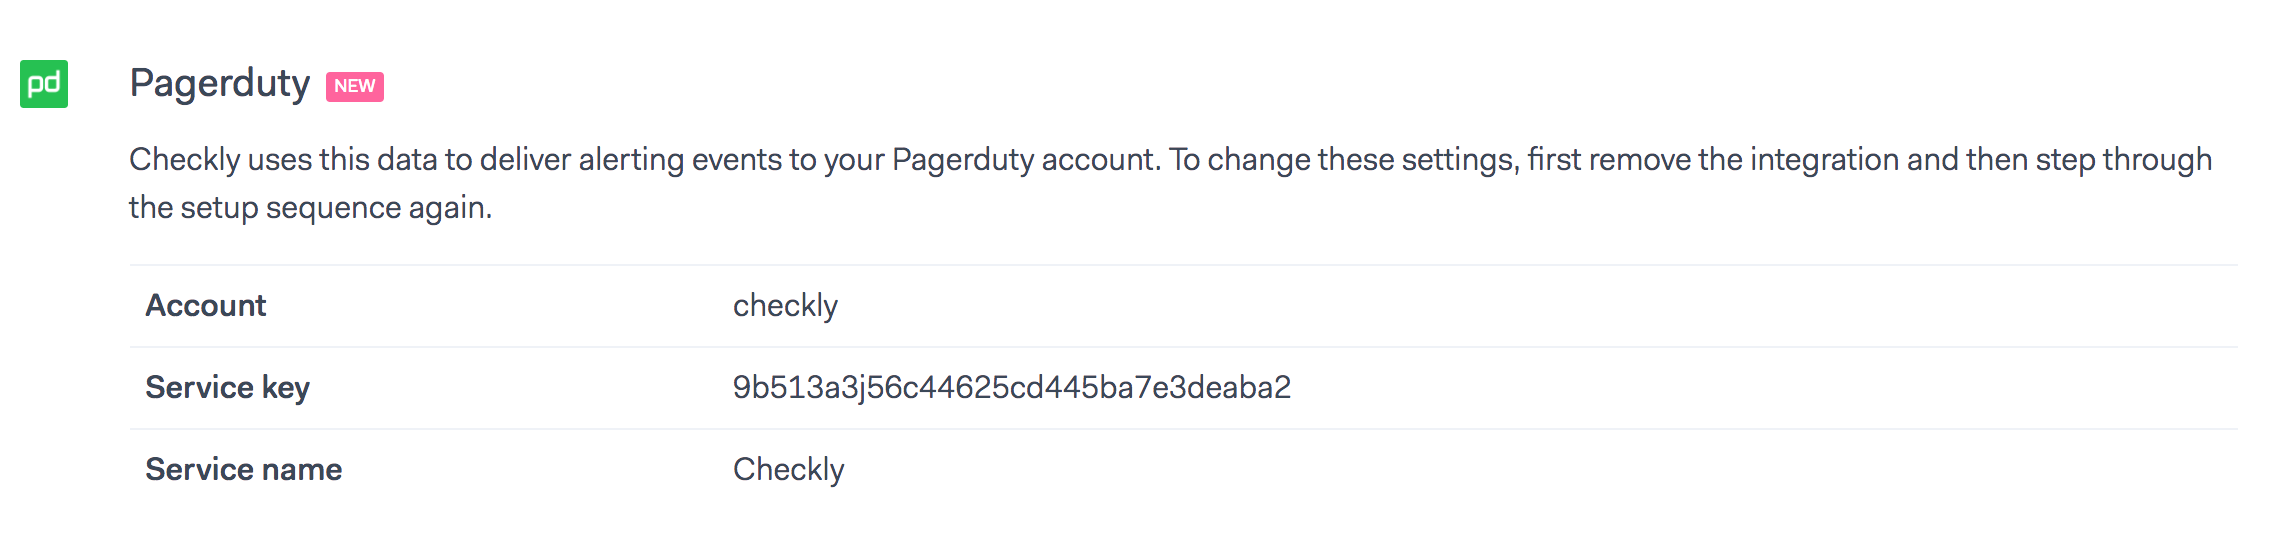 pd
Pagerduty NEW
Checkly uses this data to deliver alerting events to your Pagerduty account. To change these settings, first remove the integration and then step through
the setup sequence again.
Account checkly
Service key 9b513a3j56c44625cd445ba7e3deaba2
Service name Checkly